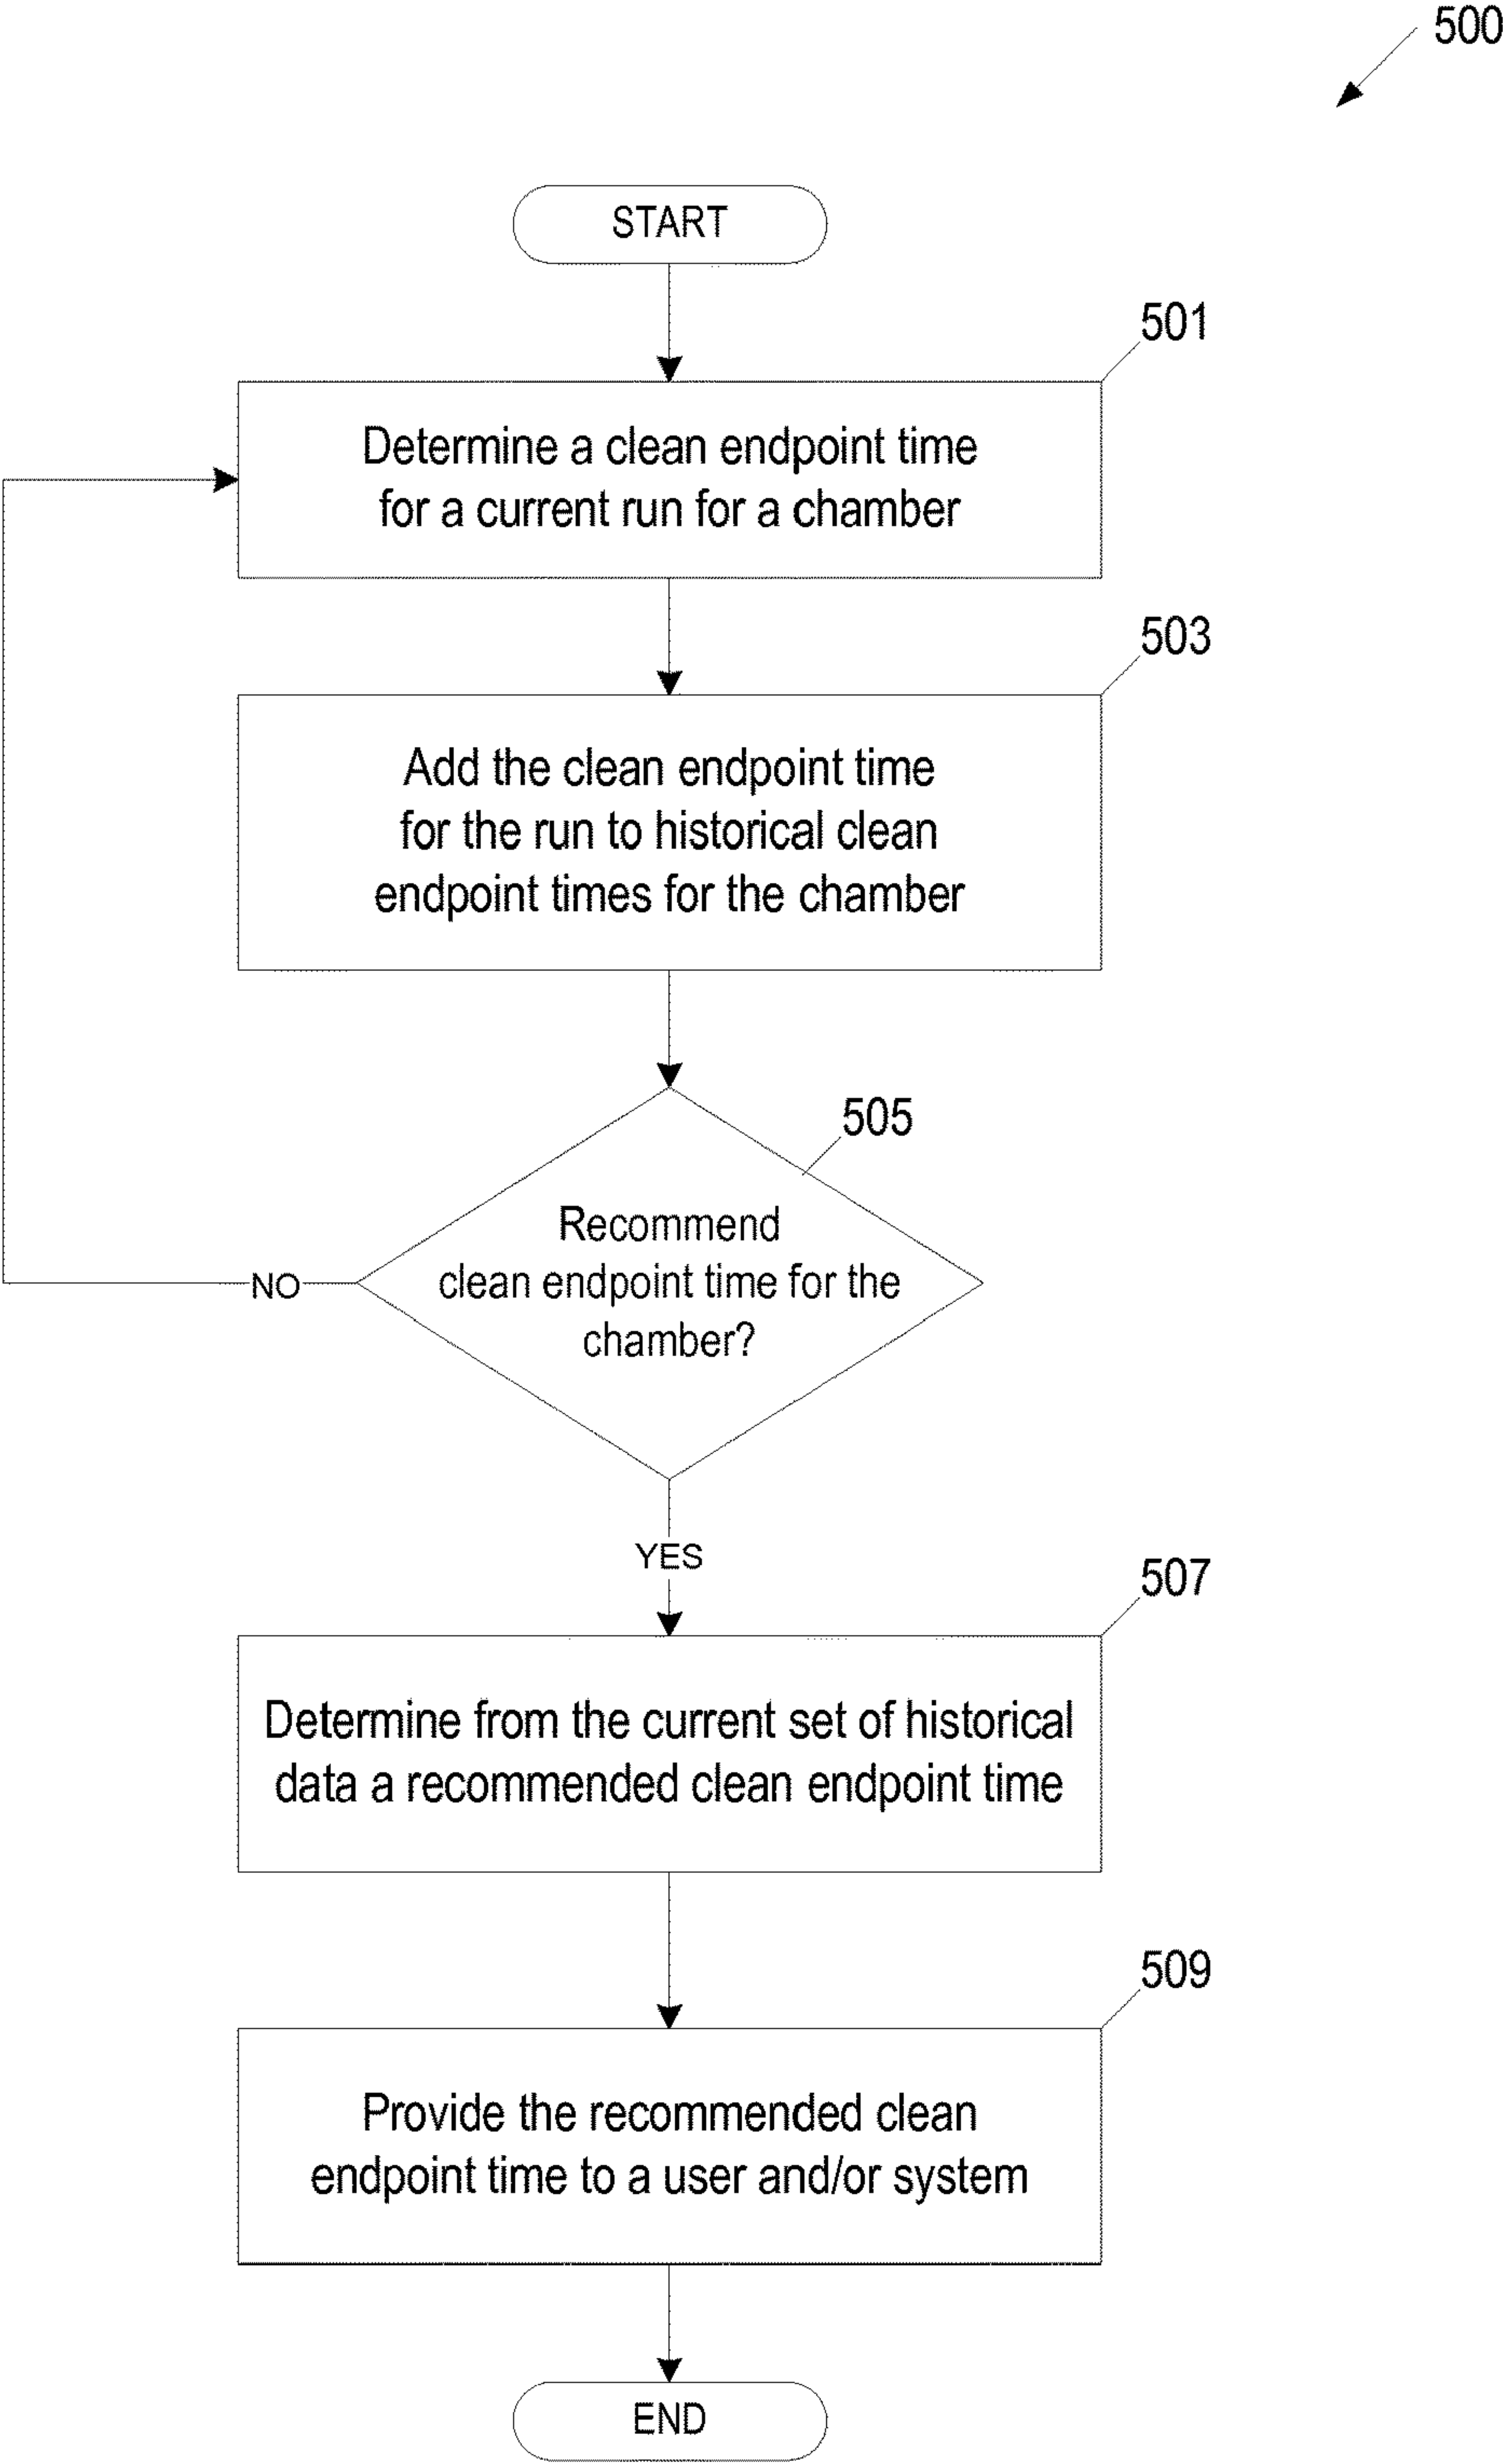 500
START
501
Determine a clean endpoint time
for a current run for a chamber
503
Add the clean endpoint time
for the run to historical clean
endpoint times for the chamber
505
Recommend
clean endpoint time for the
chamber?
NO
YES
507
Determine from the current set of historical
data a recommended clean endpoint time
509
Provide the recommended clean
endpoint time to a user and/or system
END